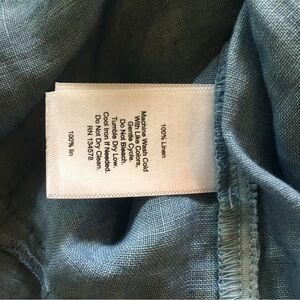 100% Linen
Machine Wash Cold
With Like Colors,
Gentle Cycle.
Do Not Bleach.
Tumble Dry Low.
Cool Iron If Needed.
Do Not Dry Clean.
RN 134578
100% lin